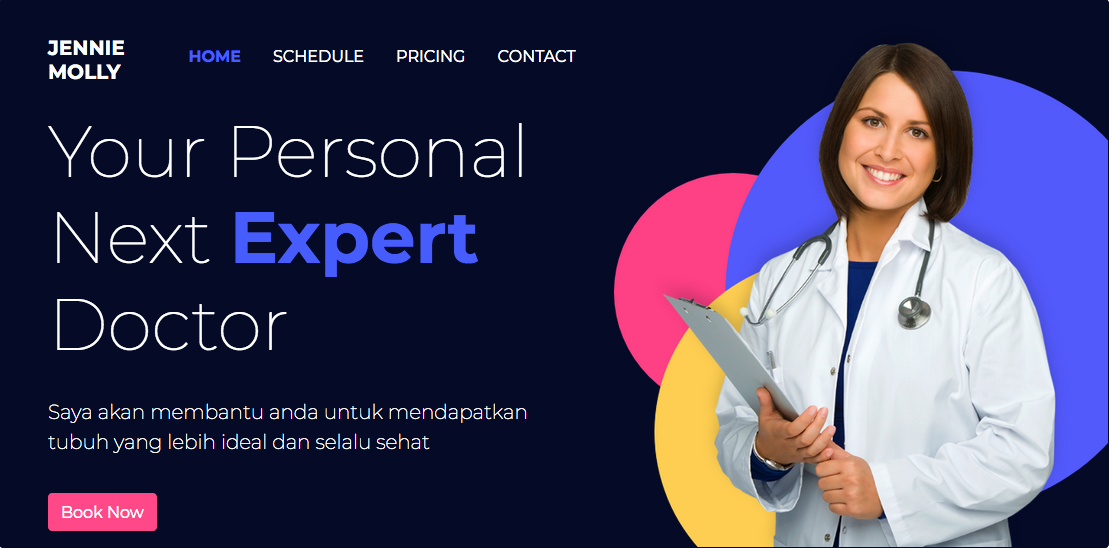 JENNIE
MOLLY
HOME SCHEDULE PRICING CONTACT
Your Personal
Next Expert
Doctor
Saya akan membantu anda untuk mendapatkan
tubuh yang lebih ideal dan selalu sehat
Book Now